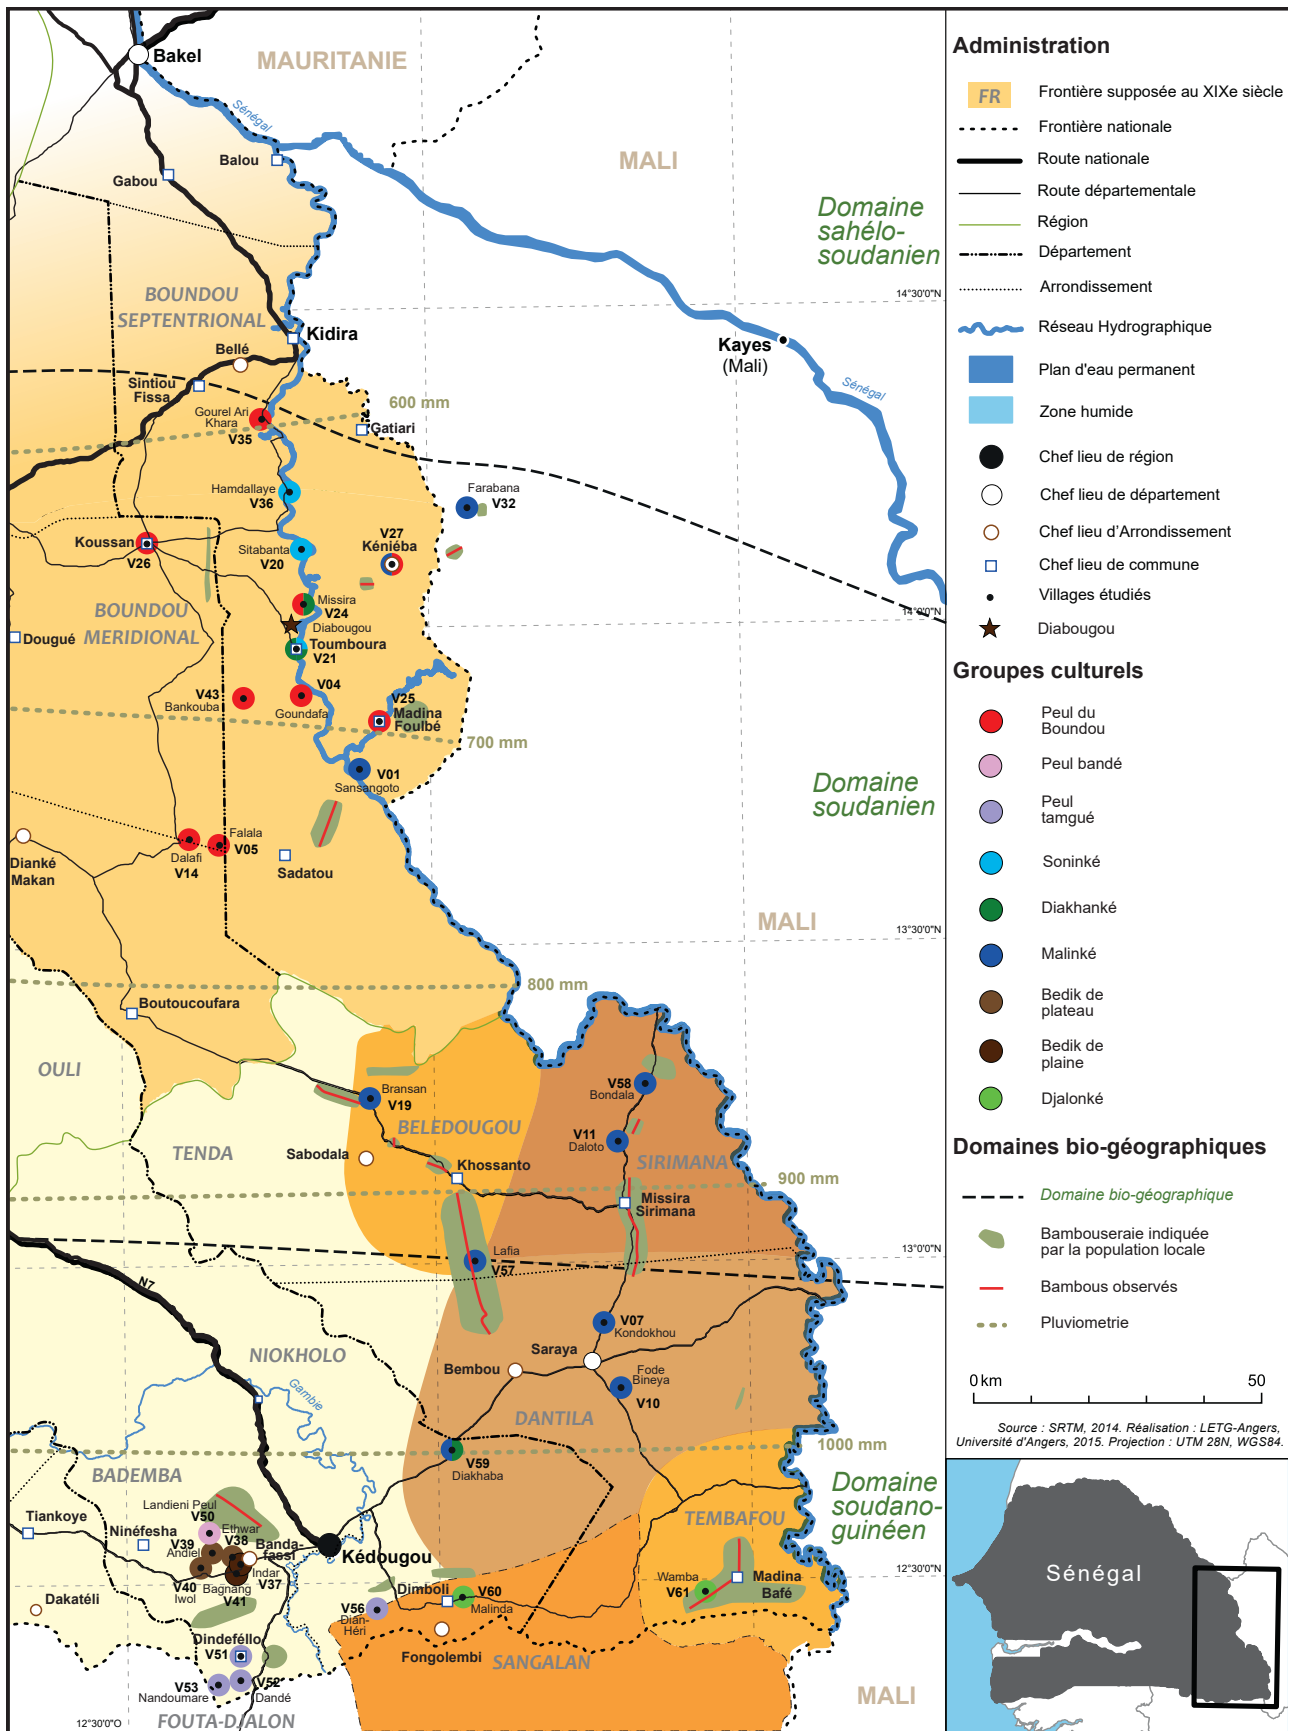 Bakel
MAURITANIE
Sénégal
Balou
MALI
Gabou
Domaine
sahélo-
soudanien
BOUNDOU
SEPTENTRIONAL
14°30'0"N
Kidira
Kayes
(Mali)
Bellé
Sintiou
Fissa
Sénégal
600 mm
Gourel Ari
Khara
V35
Gatiari
Hamdallaye
V36
Farabana
V32
Koussan
V26
Sitabanta
V20
V27
Kéniéba
BOUNDOU
MERIDIONAL
Missira
V24
14°0'0"N
Diabougou
Dougué
Toumboura
V21
V43
Bankouba
V04
Goundafa
V25
Madina
Foulbé
700 mm
V01
Sansangoto
Domaine
soudanien
Falala
V05
Dalafi
V14
Dianké
Makan
Sadatou
MALI
13°30'0"N
800 mm
Boutoucoufara
OULI
Bransan
V19
V58
Bondala
BELEDOUGOU
V11
Daloto
TENDA
Sabodala
SIRIMANA
Khossanto
900 mm
Missira
Sirimana
Lafia
V57
13°0'0"N
N7
V07
Kondokhou
NIOKHOLO
Saraya
Gambie
Bembou
Fode
Bineya
V10
DANTILA
1000 mm
V59
Diakhaba
BADEMBA
Domaine
soudano-
guinéen
Landieni Peul
V50
TEMBAFOU
Tiankoye
Ninéfesha
V39
Ethwar
V38
Andiel
Banda-
fassi
Kédougou
Indar
V37
V40
Iwol
Bagnang
V41
12°30'0"N
Dimboli
V60
Malinda
Wamba
V61
Madina
Bafé
Dakatéli
V56
Dian-
Héri
Dindeféllo
V51
Fongolembi
SANGALAN
V53
Nandoumare
V52
Dandé
MALI
12°30'0"O
FOUTA-DJALON
Administration
FR
Frontière supposée au XIXe siècle
Frontière nationale
Route nationale
Route départementale
Région
Département
Arrondissement
Réseau Hydrographique
Plan d'eau permanent
Zone humide
Chef lieu de région
Chef lieu de département
Chef lieu d'Arrondissement
Chef lieu de commune
Villages étudiés
Diabougou
Groupes culturels
Peul du
Boundou
Peul bandé
Peul
tamgué
Soninké
Diakhanké
Malinké
Bedik de
plateau
Bedik de
plaine
Djalonké
Domaines bio-géographiques
Domaine bio-géographique
Bambouseraie indiquée
par la population locale
Bambous observés
Pluviometrie
0 km 50
Source : SRTM, 2014. Réalisation : LETG-Angers,
Université d'Angers, 2015. Projection : UTM 28N, WGS84.
Sénégal